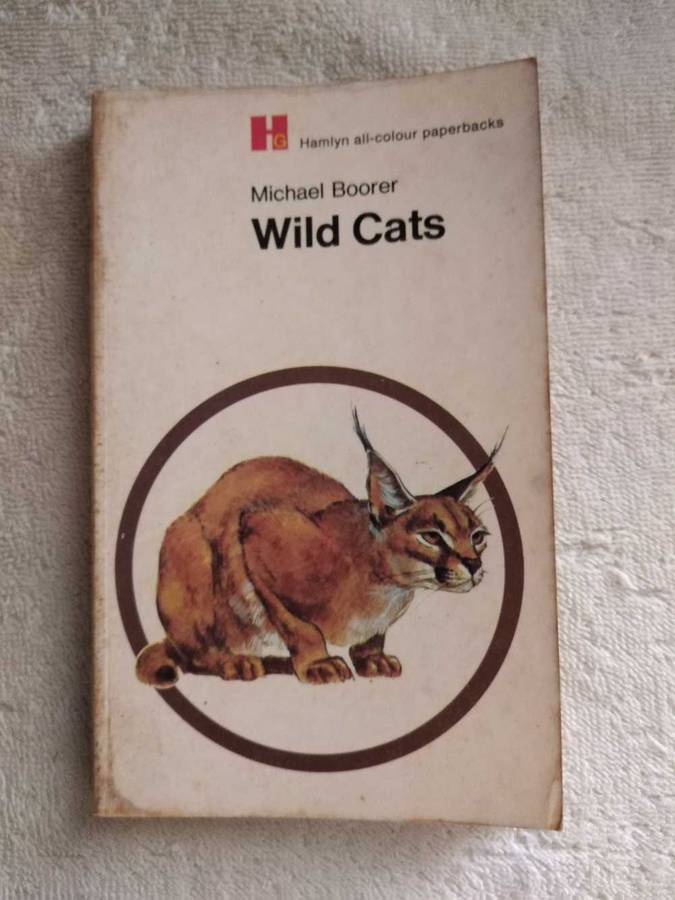 HG Hamlyn all-colour paperbacks
Michael Boorer
Wild Cats